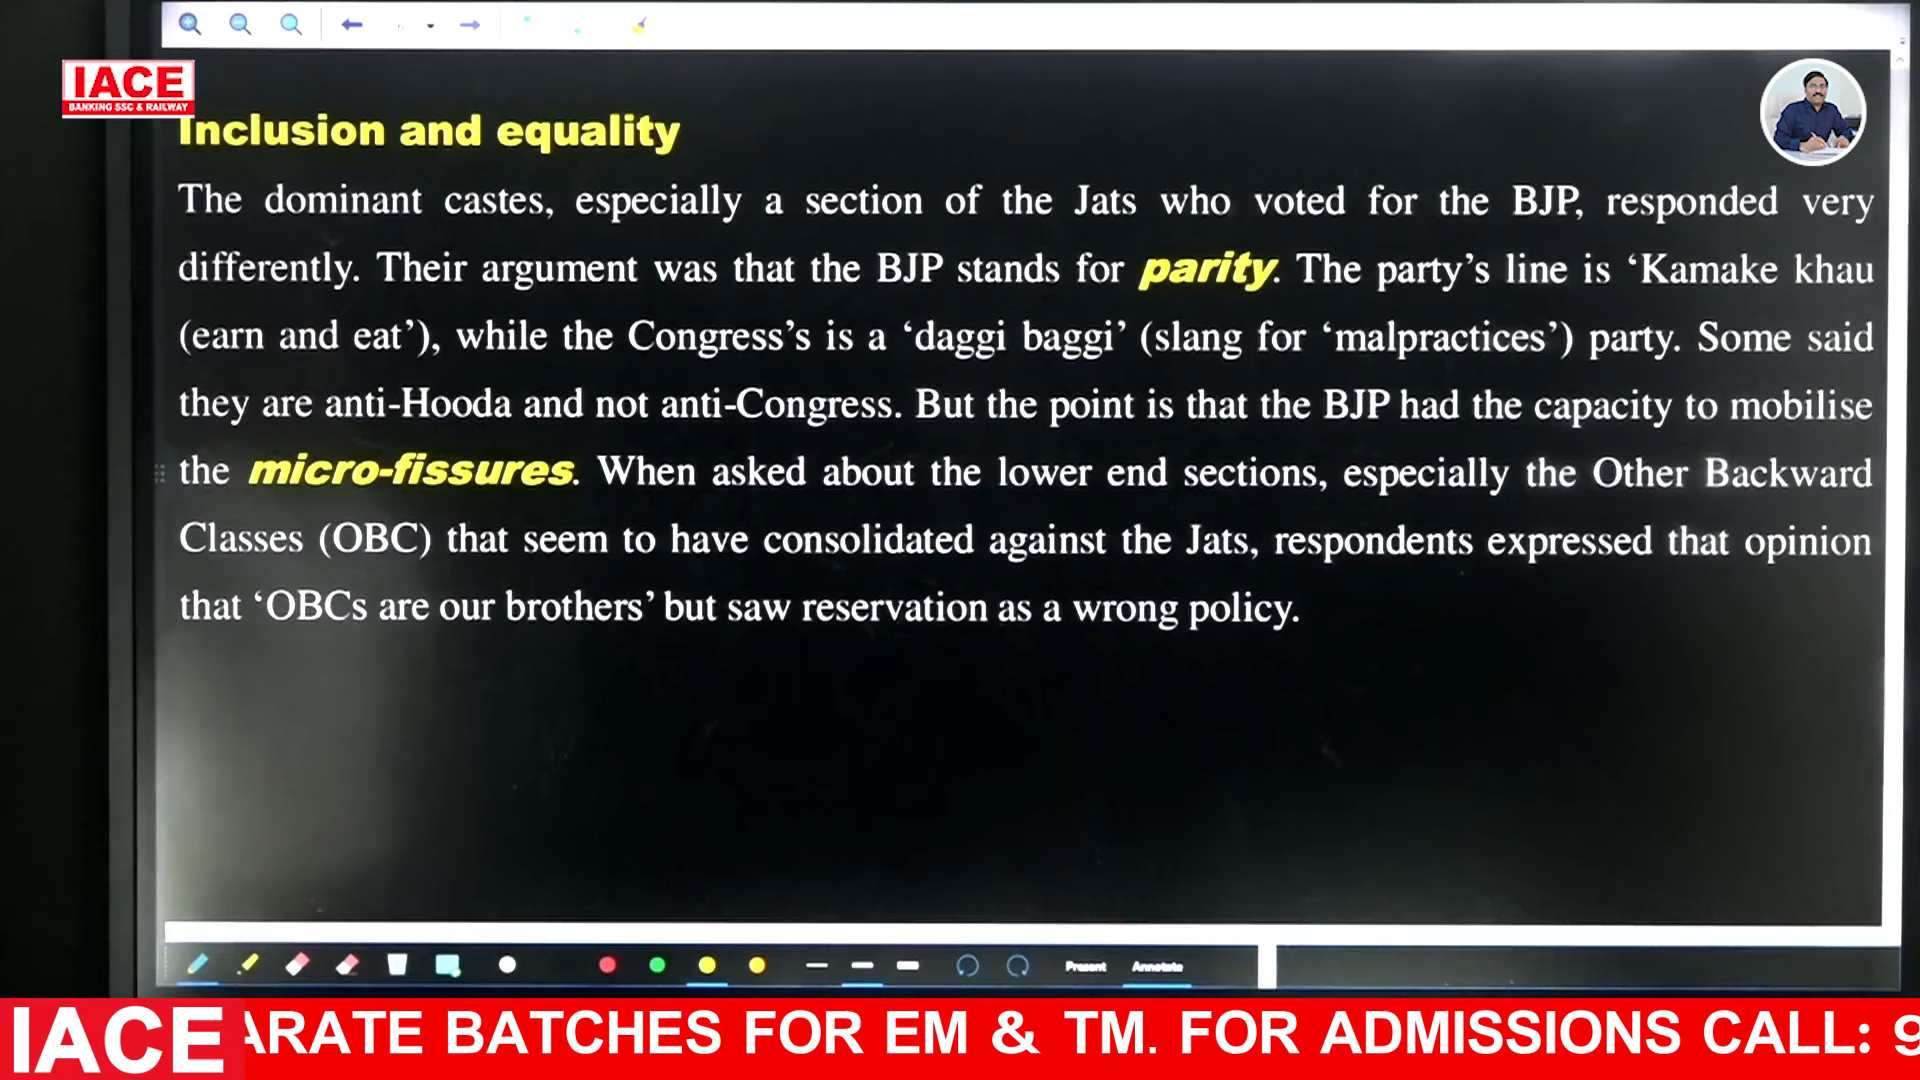 IACE
BANKING SSC & RAILWAY
Inclusion and equality
The dominant castes, especially a section of the Jats who voted for the BJP, responded very
differently. Their argument was that the BJP stands for parity. The party's line is ‘Kamake khau
(earn and eat’), while the Congress’s is a ‘daggi baggi’ (slang for ‘malpractices’) party. Some said
they are anti-Hooda and not anti-Congress. But the point is that the BJP had the capacity to mobilise
the micro-fissures. When asked about the lower end sections, especially the Other Backward
Classes (OBC) that seem to have consolidated against the Jats, respondents expressed that opinion
that ‘OBCs are our brothers’ but saw reservation as a wrong policy.
Present Annotate
IACE ARATE BATCHES FOR EM & TM. FOR ADMISSIONS CALL: 9